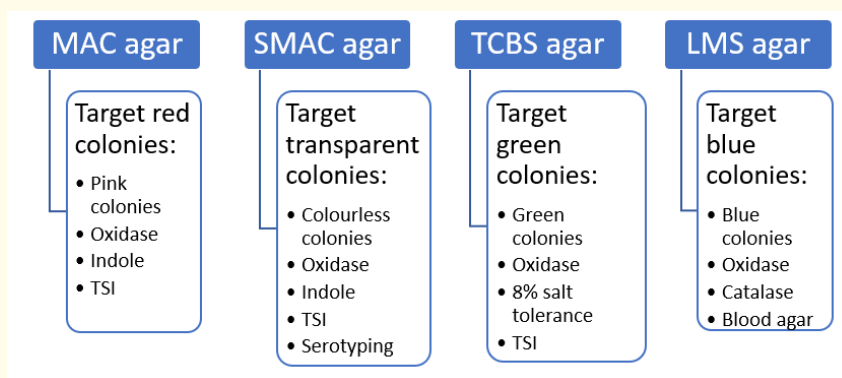 MAC agar
Target red
colonies:
• Pink
colonies
• Oxidase
• Indole
• TSI
SMAC agar
Target
transparent
colonies:
• Colourless
colonies
• Oxidase
• Indole
• TSI
• Serotyping
TCBS agar
Target
green
colonies:
• Green
colonies
• Oxidase
• 8% salt
tolerance
• TSI
LMS agar
Target
blue
colonies:
• Blue
colonies
• Oxidase
• Catalase
• Blood agar